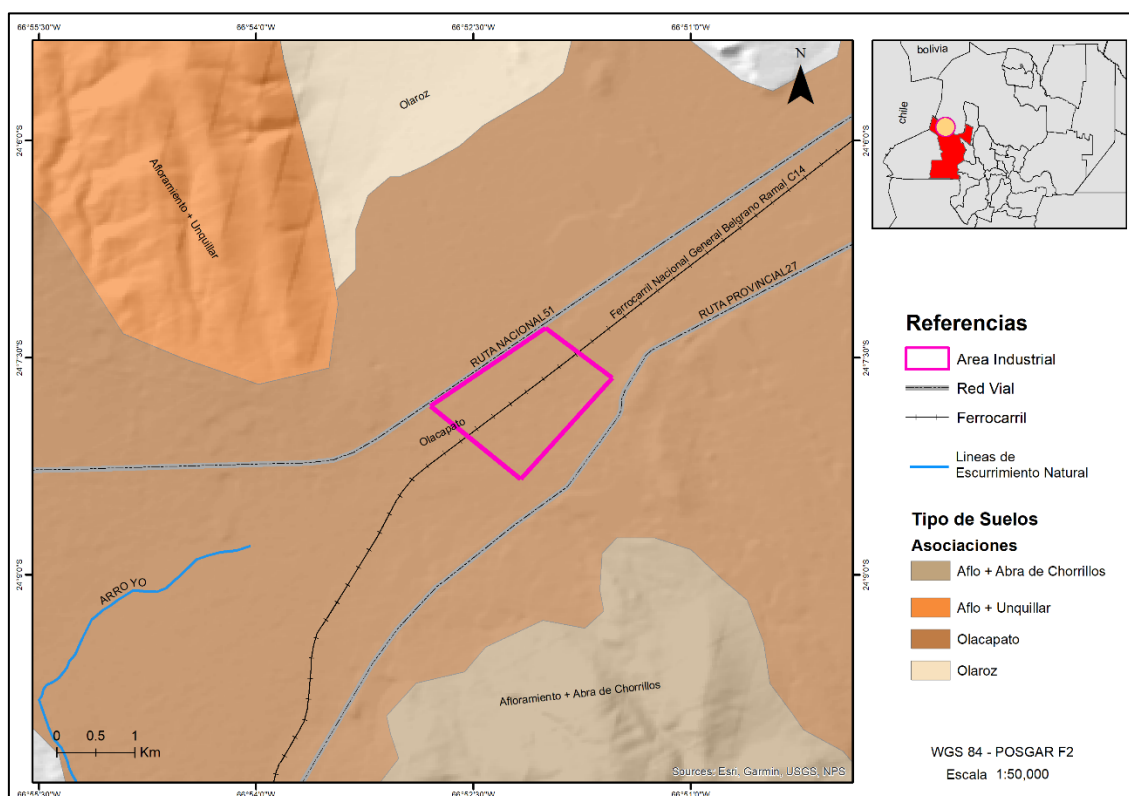 66°55'30"W
66°54'0"W
66°52'30"W
66°51'0"W
24°6'0"S
24°7'30"S
24°9'0"S
24°6'0"S
24°7'30"S
24°9'0"S
N
Olaroz
Afloramiento + Unquillar
Ferrocarril Nacional General Belgrano Ramal C14
RUTA NACIONAL51
RUTA PROVINCIAL27
Olacapato
ARROYO
Afloramiento + Abra de Chorrillos
0 0.5 1
Km
Sources: Esri, Garmin, USGS, NPS
66°55'30"W
66°54'0"W
66°52'30"W
66°51'0"W
bolivia
chile
Referencias
Area Industrial
Red Vial
Ferrocarril
Lineas de
Escurrimiento Natural
Tipo de Suelos
Asociaciones
Aflo + Abra de Chorrillos
Aflo + Unquillar
Olacapato
Olaroz
WGS 84 - POSGAR F2
Escala 1:50,000